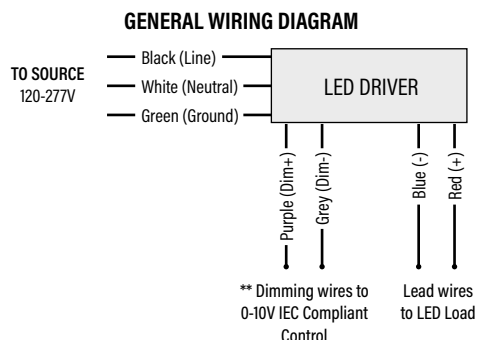 GENERAL WIRING DIAGRAM
Black (Line)
TO SOURCE
120-277V
White (Neutral)
LED DRIVER
Green (Ground)
Purple (Dim+)
Grey (Dim-)
Blue (-)
Red (+)
** Dimming wires to
0-10V IEC Compliant
Control
Lead wires
to LED Load